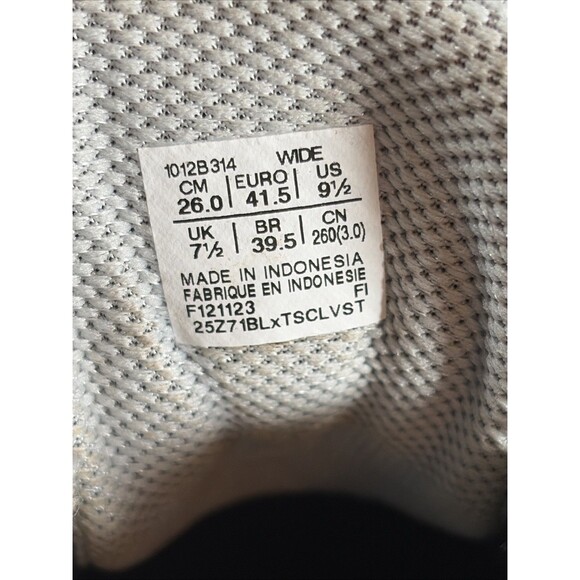 1012B314 WIDE
CM | EURO | US
26.0 | 41.5 | 9½
UK | BR | CN
7½ | 39.5 | 260(3.0)
MADE IN INDONESIA
FABRIQUE EN INDONESIE
F121123 FI
25Z71BLxTSCLVST